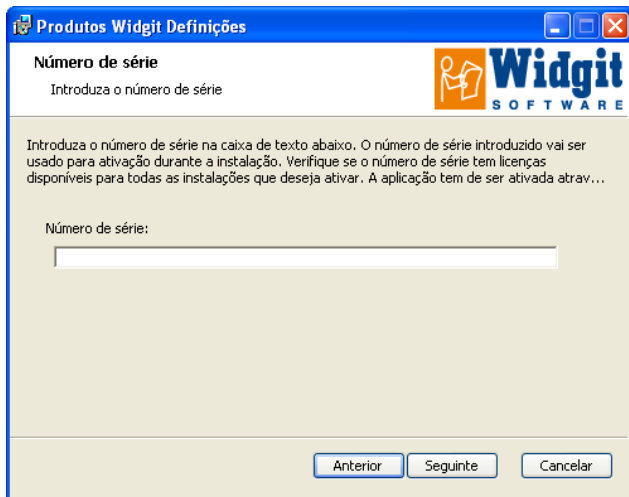 Produtos Widgit Definições
Número de série
Introduza o número de série
Widgit
SOFTWARE
Introduza o número de série na caixa de texto abaixo. O número de série introduzido vai ser
usado para ativação durante a instalação. Verifique se o número de série tem licenças
disponíveis para todas as instalações que deseja ativar. A aplicação tem de ser ativada atrav...
Número de série:
Anterior
Seguinte
Cancelar